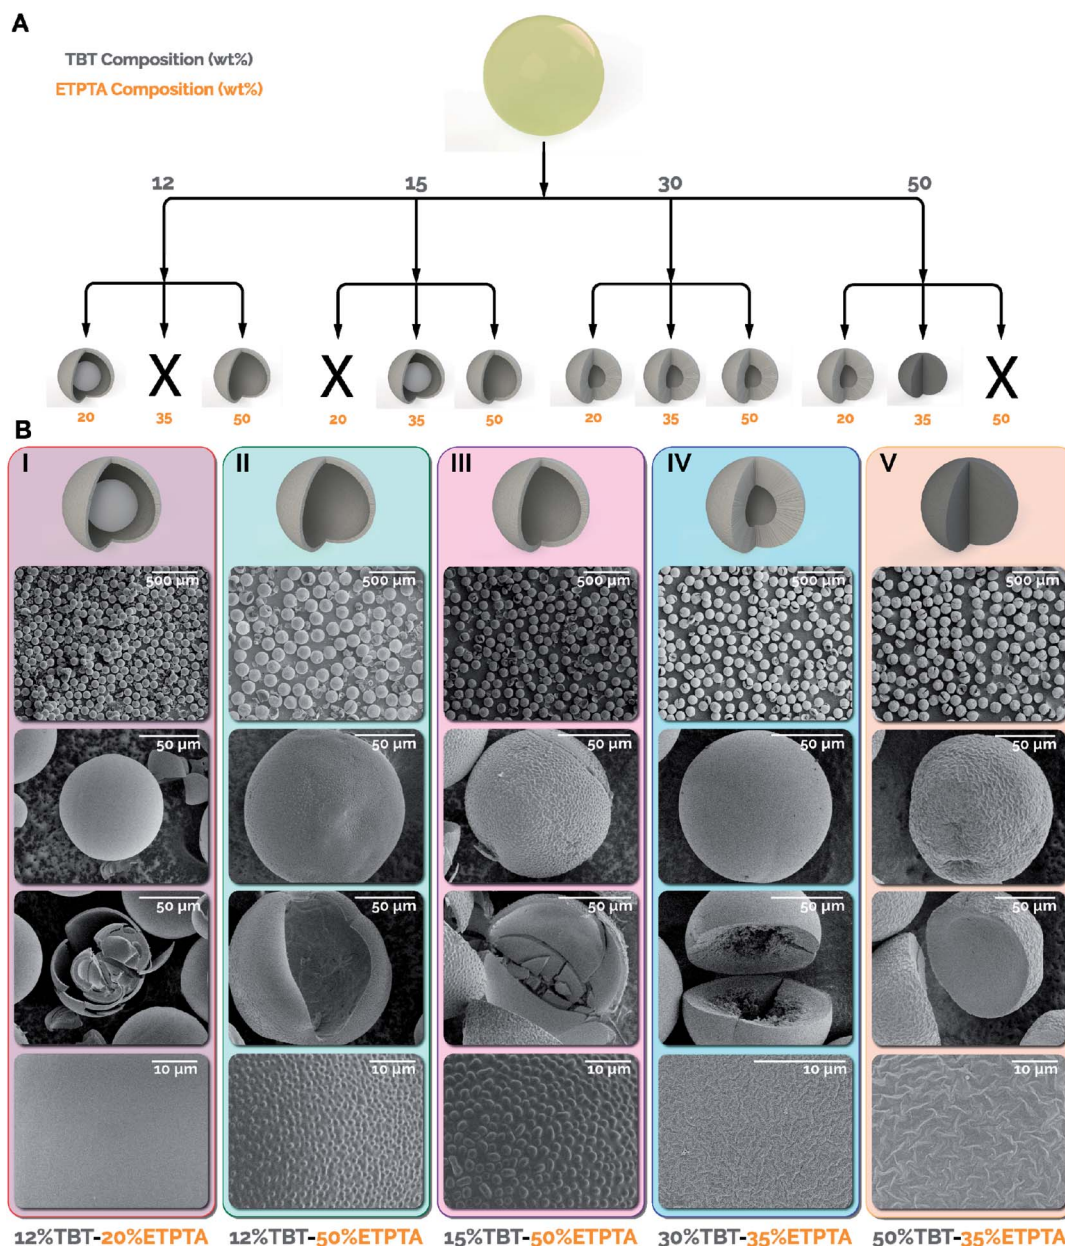 A
TBT Composition (wt%)
ETPTA Composition (wt%)
12 15 30 50
X X X
20 35 50 20 35 50 20 35 50 20 35 50
B
I II III IV V
500 µm 500 µm 500 µm 500 µm 500 µm
50 µm 50 µm 50 µm 50 µm 50 µm
50 µm 50 µm 50 µm 50 µm 50 µm
10 µm 10 µm 10 µm 10 µm 10 µm
12%TBT-20%ETPTA 12%TBT-50%ETPTA 15%TBT-50%ETPTA 30%TBT-35%ETPTA 50%TBT-35%ETPTA